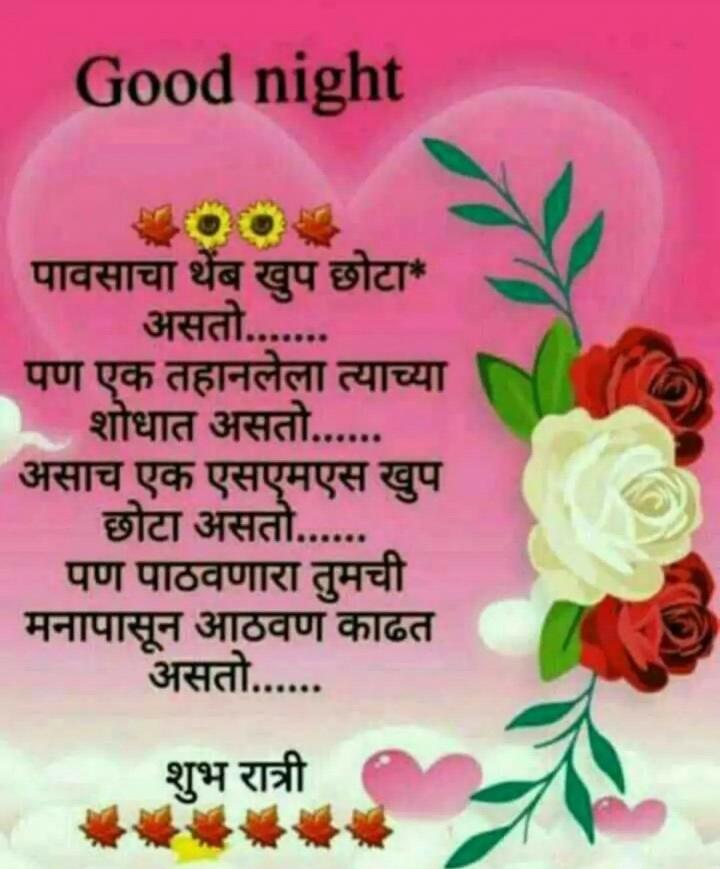 Good night
पावसाचा थेंब खुप छोटा*
असतो.......
पण एक तहानलेला त्याच्या
शोधात असतो......
असाच एक एसएमएस खुप
छोटा असतो......
पण पाठवणारा तुमची
मनापासून आठवण काढत
असतो......
शुभ रात्री